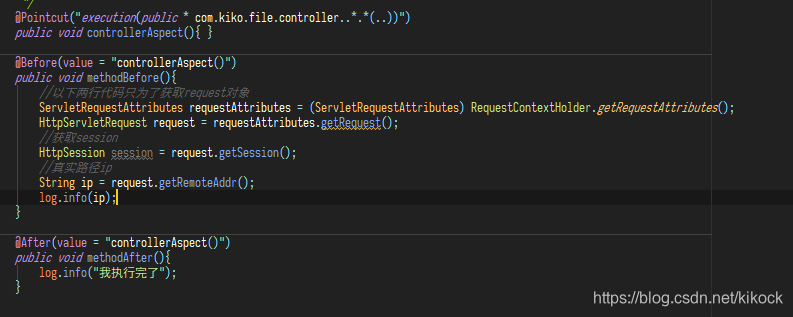 */
@Pointcut("execution(public * com.kiko.file.controller..*.*(..))")
public void controllerAspect(){ }
@Before(value = "controllerAspect()")
public void methodBefore(){
//以下两行代码只为了获取request对象
ServletRequestAttributes requestAttributes = (ServletRequestAttributes) RequestContextHolder.getRequestAttributes();
HttpServletRequest request = requestAttributes.getRequest();
//获取session
HttpSession session = request.getSession();
//真实路径ip
String ip = request.getRemoteAddr();
log.info(ip);
}
@After(value = "controllerAspect()")
public void methodAfter(){
log.info("我执行完了");
}
https://blog.csdn.net/kikock